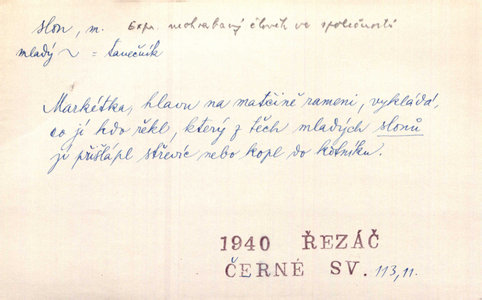 slon, m. Expr. neohrabaný člověk ve společnosti
mladý ~ = tanečník
Markétka, hlavu na matčině rameni, vykládá,
co jí kdo řekl, který z těch mladých slonů
jí přišlápl střevíc nebo kopl do kotníku.
1940 ŘEZÁČ
ČERNÉ SV. 113,11.